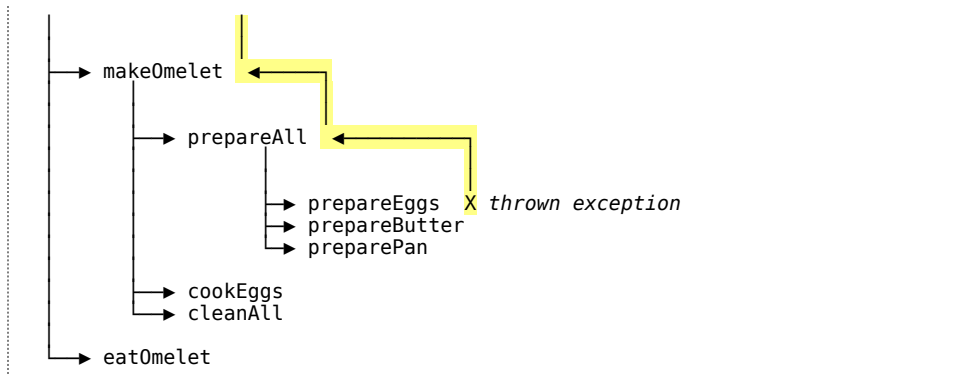 makeOmelet
prepareAll
prepareEggs X thrown exception
prepareButter
preparePan
cookEggs
cleanAll
eatOmelet